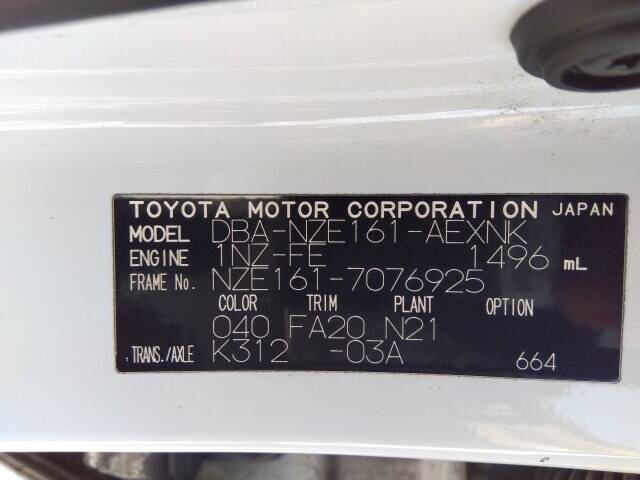 TOYOTA MOTOR CORPORATION JAPAN
MODEL DBA-NZE161-AEXNK
ENGINE 1NZ-FE 1496 mL
FRAME No. NZE161-7076925
COLOR TRIM PLANT OPTION
040 FA20 N21
TRANS./AXLE K312 -03A 664